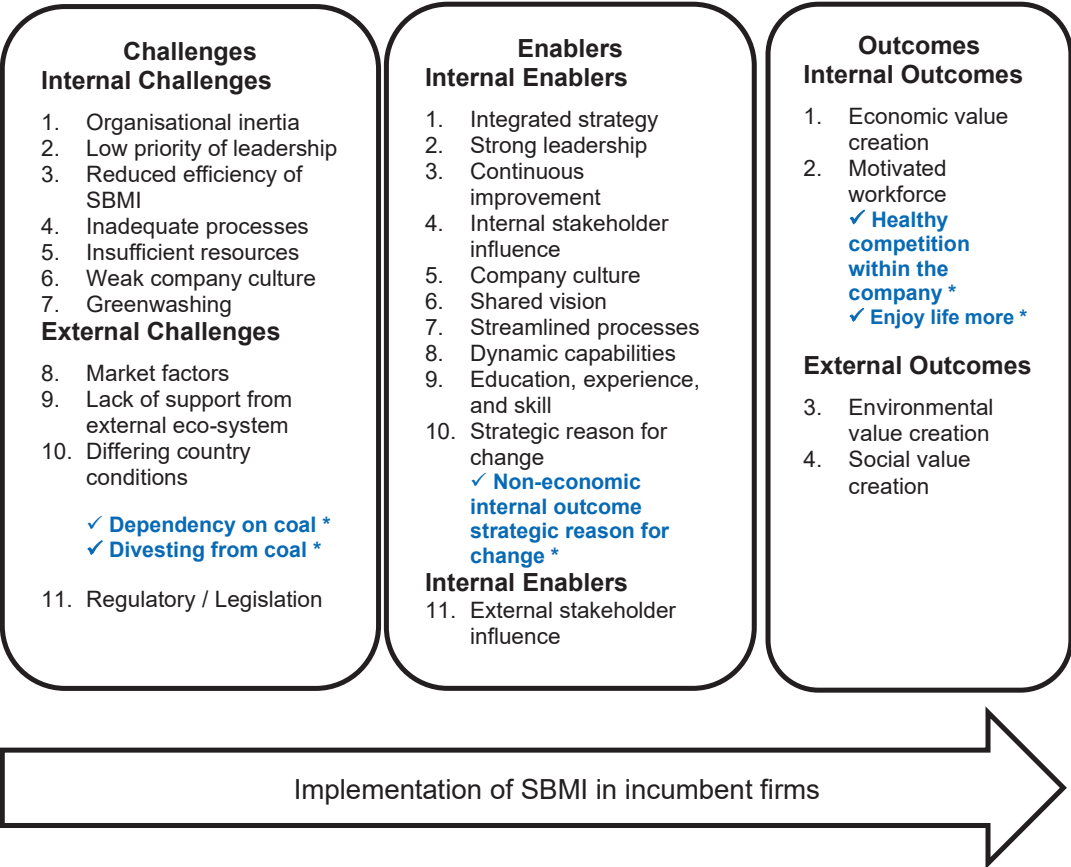 Challenges
Internal Challenges
1. Organisational inertia
2. Low priority of leadership
3. Reduced efficiency of
SBMI
4. Inadequate processes
5. Insufficient resources
6. Weak company culture
7. Greenwashing
External Challenges
8. Market factors
9. Lack of support from
external eco-system
10. Differing country
conditions
✓ Dependency on coal *
✓ Divesting from coal *
11. Regulatory / Legislation
Enablers
Internal Enablers
1. Integrated strategy
2. Strong leadership
3. Continuous
improvement
4. Internal stakeholder
influence
5. Company culture
6. Shared vision
7. Streamlined processes
8. Dynamic capabilities
9. Education, experience,
and skill
10. Strategic reason for
change
✓ Non-economic
internal outcome
strategic reason for
change *
Internal Enablers
11. External stakeholder
influence
Outcomes
Internal Outcomes
1. Economic value
creation
2. Motivated
workforce
✓ Healthy
competition
within the
company *
✓ Enjoy life more *
External Outcomes
3. Environmental
value creation
4. Social value
creation
Implementation of SBMI in incumbent firms